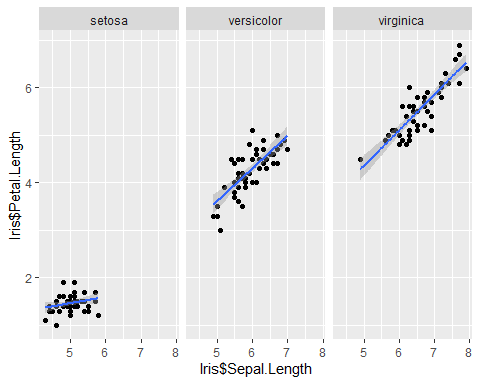 setosa versicolor virginica
6
4
2
5 6 7 8 5 6 7 8 5 6 7 8
Iris$Petal.Length
Iris$Sepal.Length